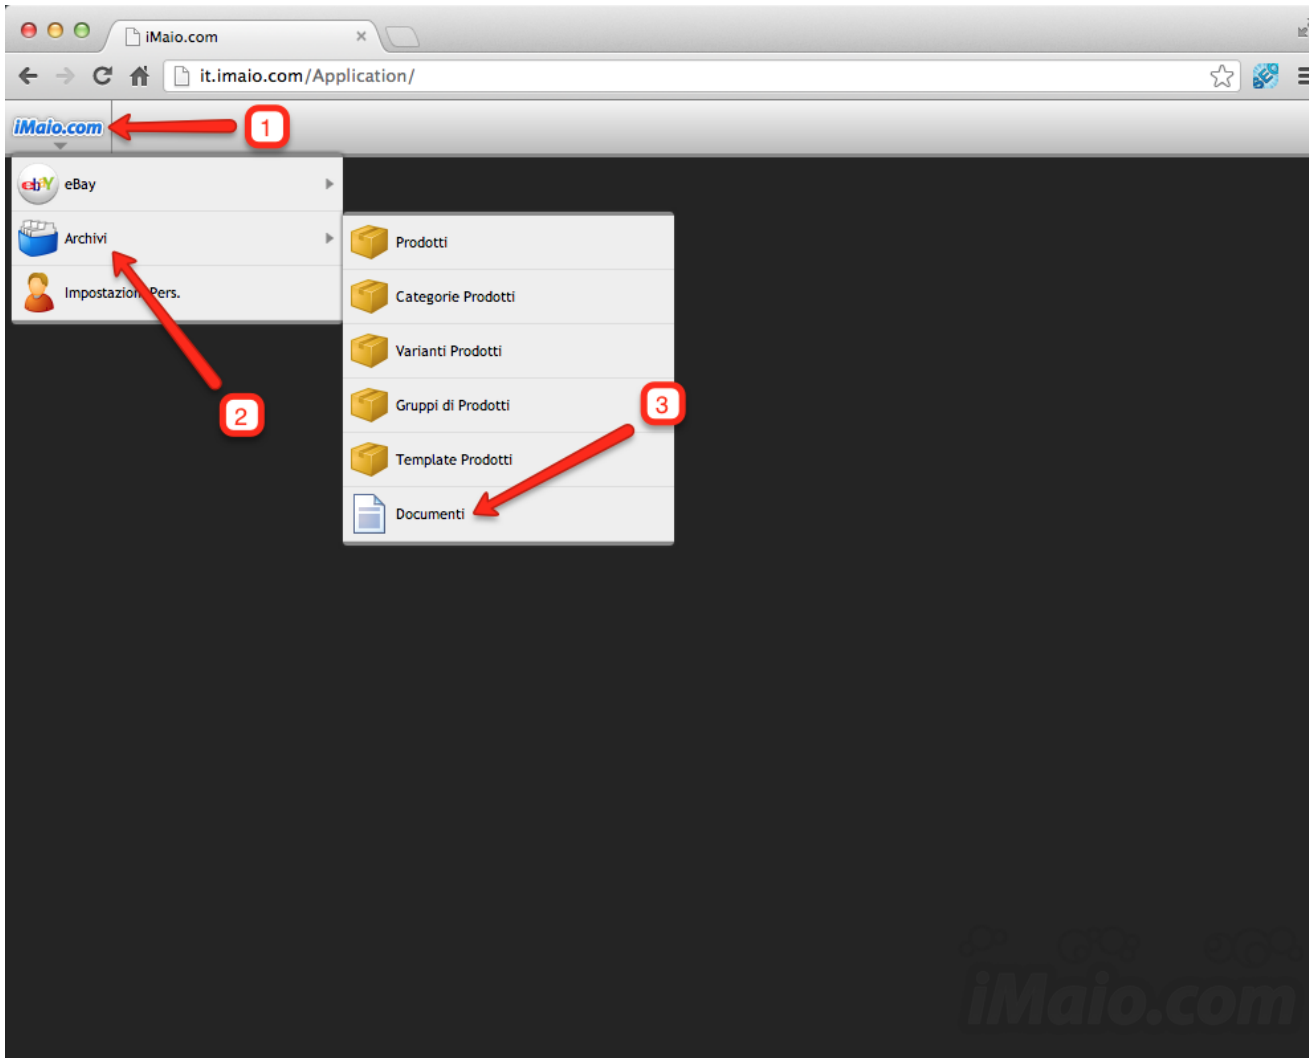 iMaio.com
it.imaio.com/Application/
iMaio.com
1
ebY eBay
Archivi
Impostazioni Pers.
2
Prodotti
Categorie Prodotti
Varianti Prodotti
Gruppi di Prodotti
3
Template Prodotti
Documenti
iMaio.com